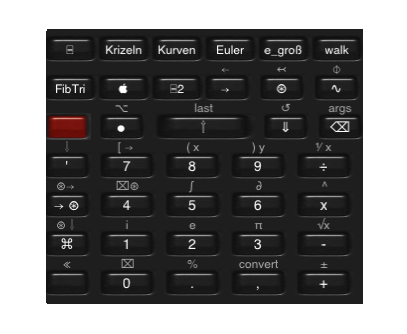 ⌸ Krizeln Kurven Euler e_groß walk
← ↢ ⌽
FibTri ⌸2 → ⊛ ∿
⌥ last ↺ args
• ↑ ⇓ ⌫
⫰ [ → ( x ) y ¹⁄ x
' 7 8 9 ÷
⊛→ ⌧⊛ ∫ ∂ ^
→ ⊛ 4 5 6 x
⊛⫰ i e π √x
⌘ 1 2 3 -
« ⌧ % convert ±
0 . , +